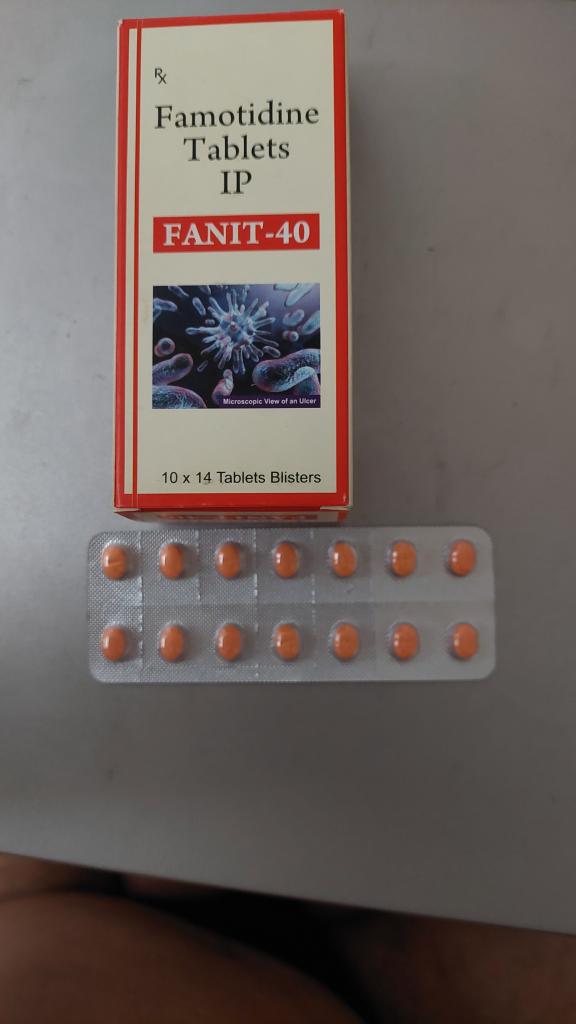 Rx
Famotidine
Tablets
IP
FANIT-40
Microscopic View of an Ulcer
10 x 14 Tablets Blisters